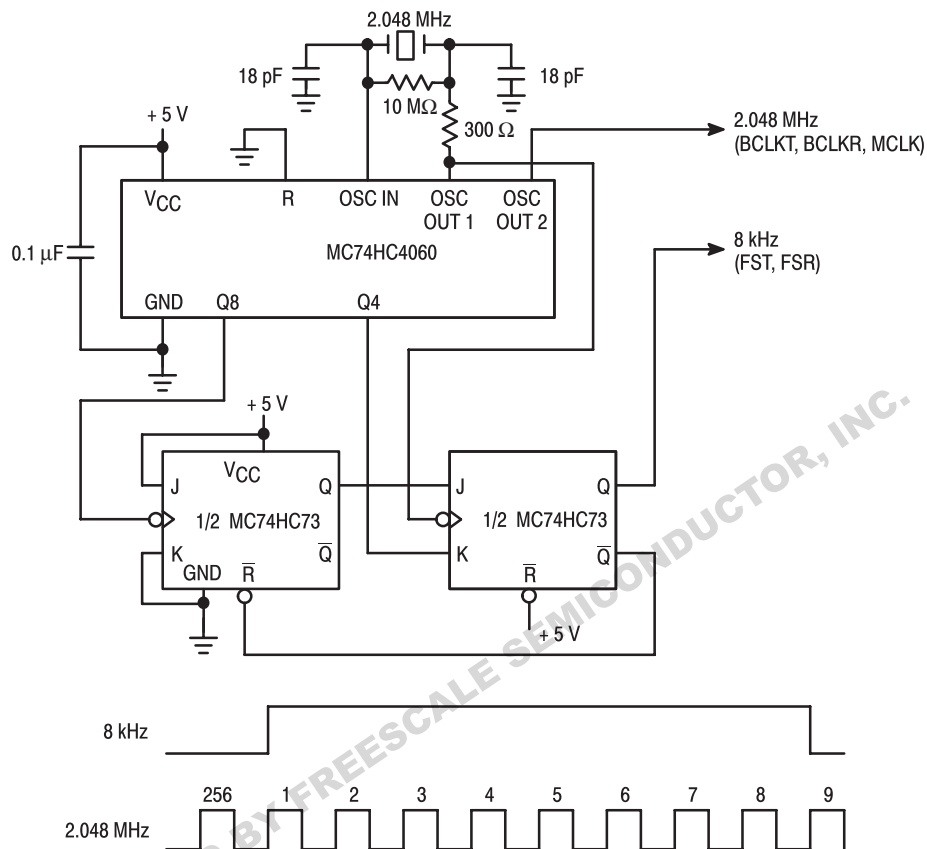 2.048 MHz
18 pF
18 pF
10 MΩ
300 Ω
+ 5 V
2.048 MHz
(BCLKT, BCLKR, MCLK)
VCC
R
OSC IN
OSC
OUT 1
OSC
OUT 2
0.1 µF
MC74HC4060
8 kHz
(FST, FSR)
GND
Q8
Q4
+ 5 V
VCC
J
Q
J
Q
1/2 MC74HC73
1/2 MC74HC73
K
Q̅
K
Q̅
GND
R̅
R̅
+ 5 V
8 kHz
256 1 2 3 4 5 6 7 8 9
2.048 MHz
D BY FREESCALE SEMICONDUCTOR, INC.